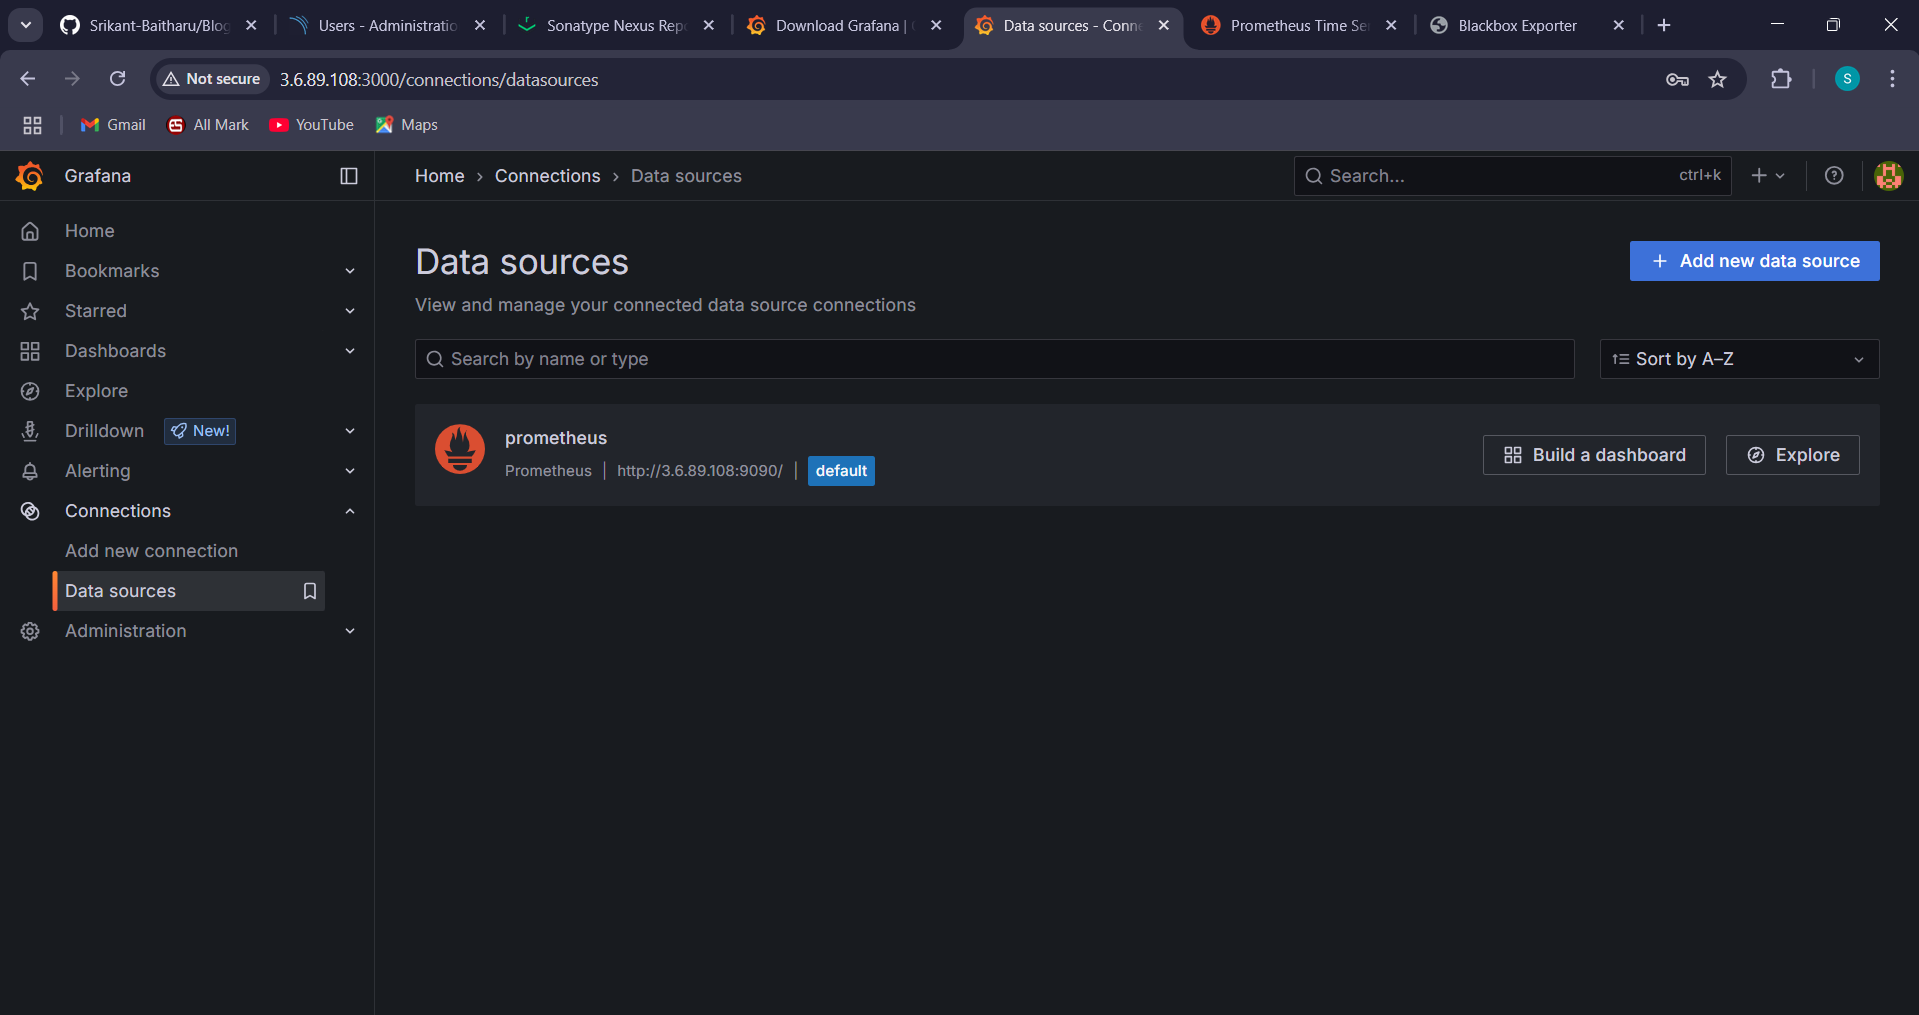 Srikant-Baitharu/Blog
Users - Administratio
Sonatype Nexus Repo
Download Grafana |
Data sources - Conne
Prometheus Time Ser
Blackbox Exporter
Not secure
3.6.89.108:3000/connections/datasources
S
Gmail
All Mark
YouTube
Maps
Grafana
Home › Connections › Data sources
Search...
ctrl+k
Home
Bookmarks
Starred
Dashboards
Explore
Drilldown
New!
Alerting
Connections
Add new connection
Data sources
Administration
Data sources
Add new data source
View and manage your connected data source connections
Search by name or type
Sort by A–Z
prometheus
Prometheus | http://3.6.89.108:9090/ | default
Build a dashboard
Explore